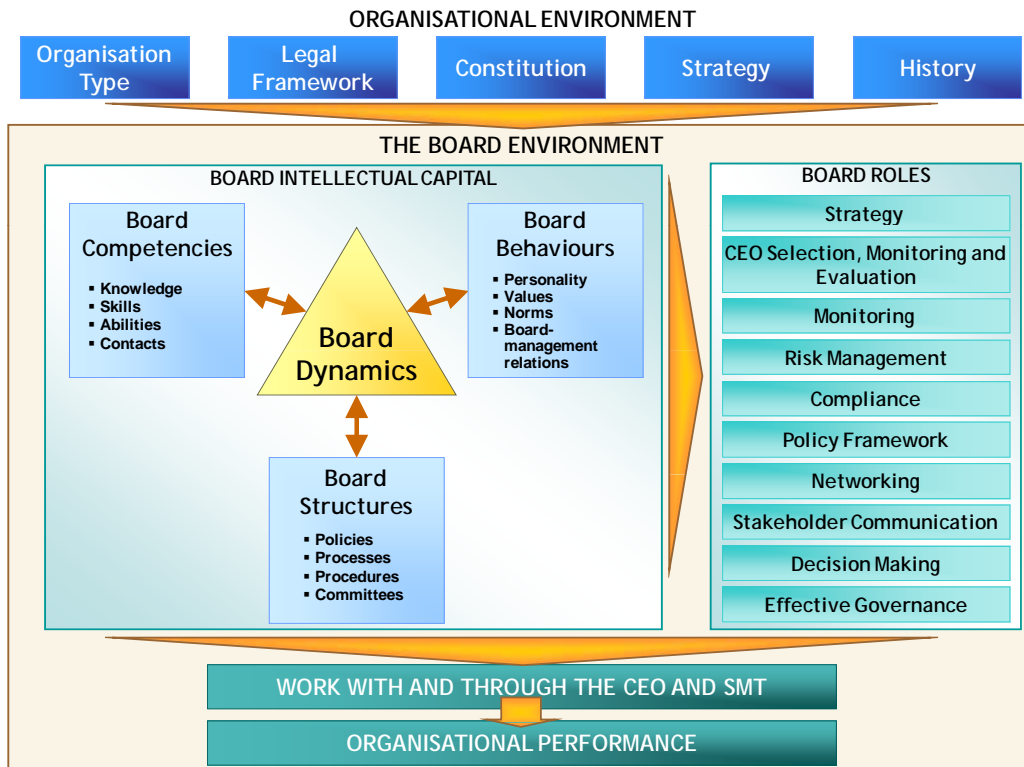 ORGANISATIONAL ENVIRONMENT
Organisation
Type
Legal
Framework
Constitution
Strategy
History
THE BOARD ENVIRONMENT
BOARD INTELLECTUAL CAPITAL
Board
Competencies
▪ Knowledge
▪ Skills
▪ Abilities
▪ Contacts
Board
Dynamics
Board
Behaviours
▪ Personality
▪ Values
▪ Norms
▪ Board-
management
relations
Board
Structures
▪ Policies
▪ Processes
▪ Procedures
▪ Committees
BOARD ROLES
Strategy
CEO Selection, Monitoring and
Evaluation
Monitoring
Risk Management
Compliance
Policy Framework
Networking
Stakeholder Communication
Decision Making
Effective Governance
WORK WITH AND THROUGH THE CEO AND SMT
ORGANISATIONAL PERFORMANCE